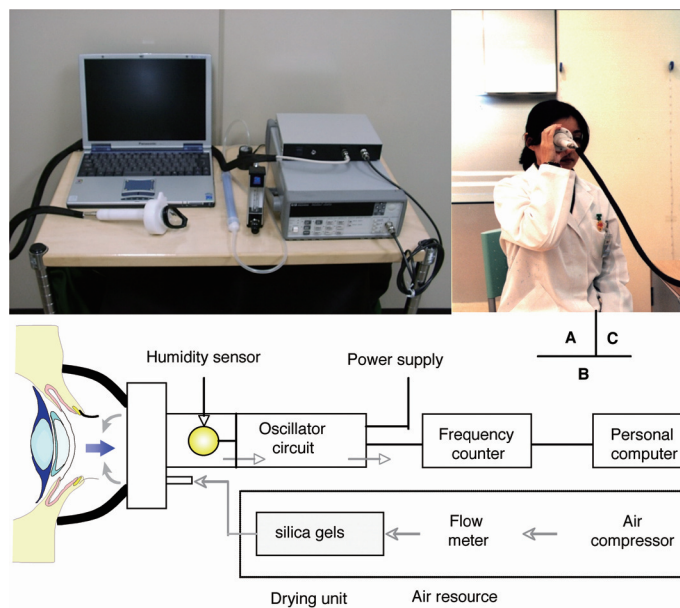 A
C
B
Humidity sensor
Power supply
Oscillator
circuit
Frequency
counter
Personal
computer
silica gels
Flow
meter
Air
compressor
Drying unit
Air resource